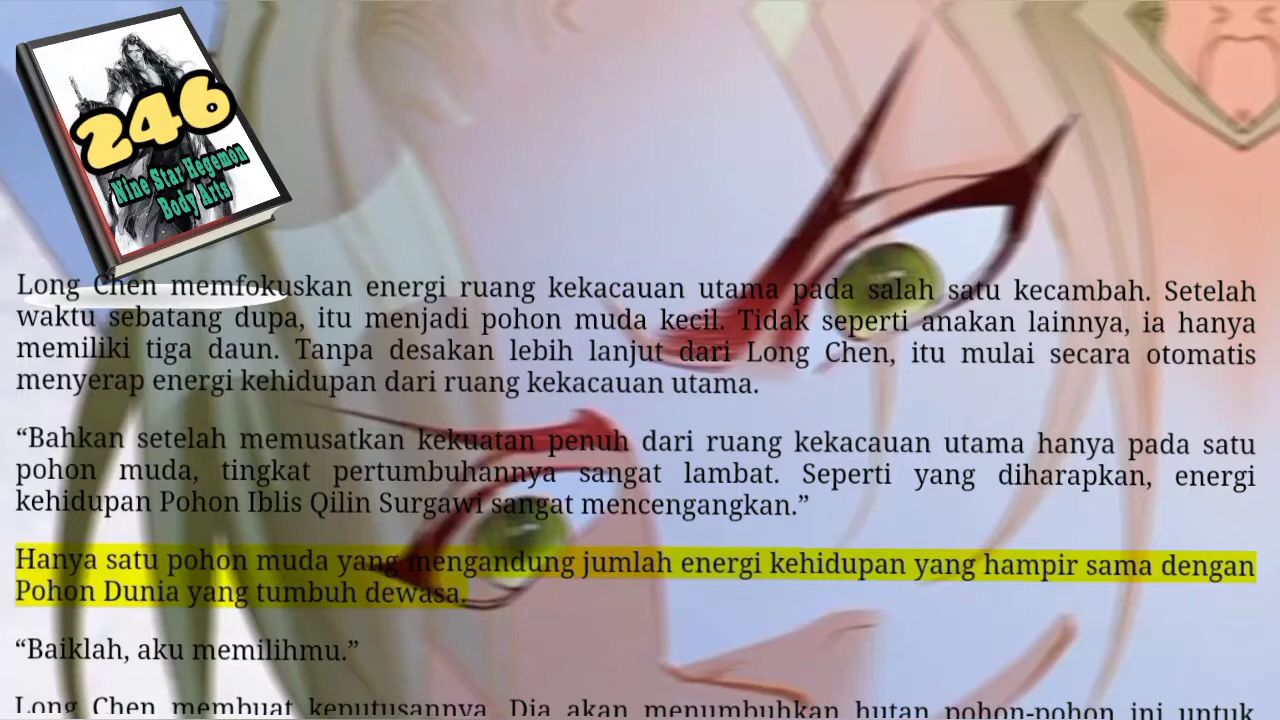 246
Nine Star Hegemon
Body Arts
Long Chen memfokuskan energi ruang kekacauan utama pada salah satu kecambah. Setelah
waktu sebatang dupa, itu menjadi pohon muda kecil. Tidak seperti anakan lainnya, ia hanya
memiliki tiga daun. Tanpa desakan lebih lanjut dari Long Chen, itu mulai secara otomatis
menyerap energi kehidupan dari ruang kekacauan utama.
“Bahkan setelah memusatkan kekuatan penuh dari ruang kekacauan utama hanya pada satu
pohon muda, tingkat pertumbuhannya sangat lambat. Seperti yang diharapkan, energi
kehidupan Pohon Iblis Qilin Surgawi sangat mencengangkan.”
Hanya satu pohon muda yang mengandung jumlah energi kehidupan yang hampir sama dengan
Pohon Dunia yang tumbuh dewasa.
“Baiklah, aku memilihmu.”
Long Chen membuat keputusannya. Dia akan menumbuhkan hutan pohon-pohon ini untuk